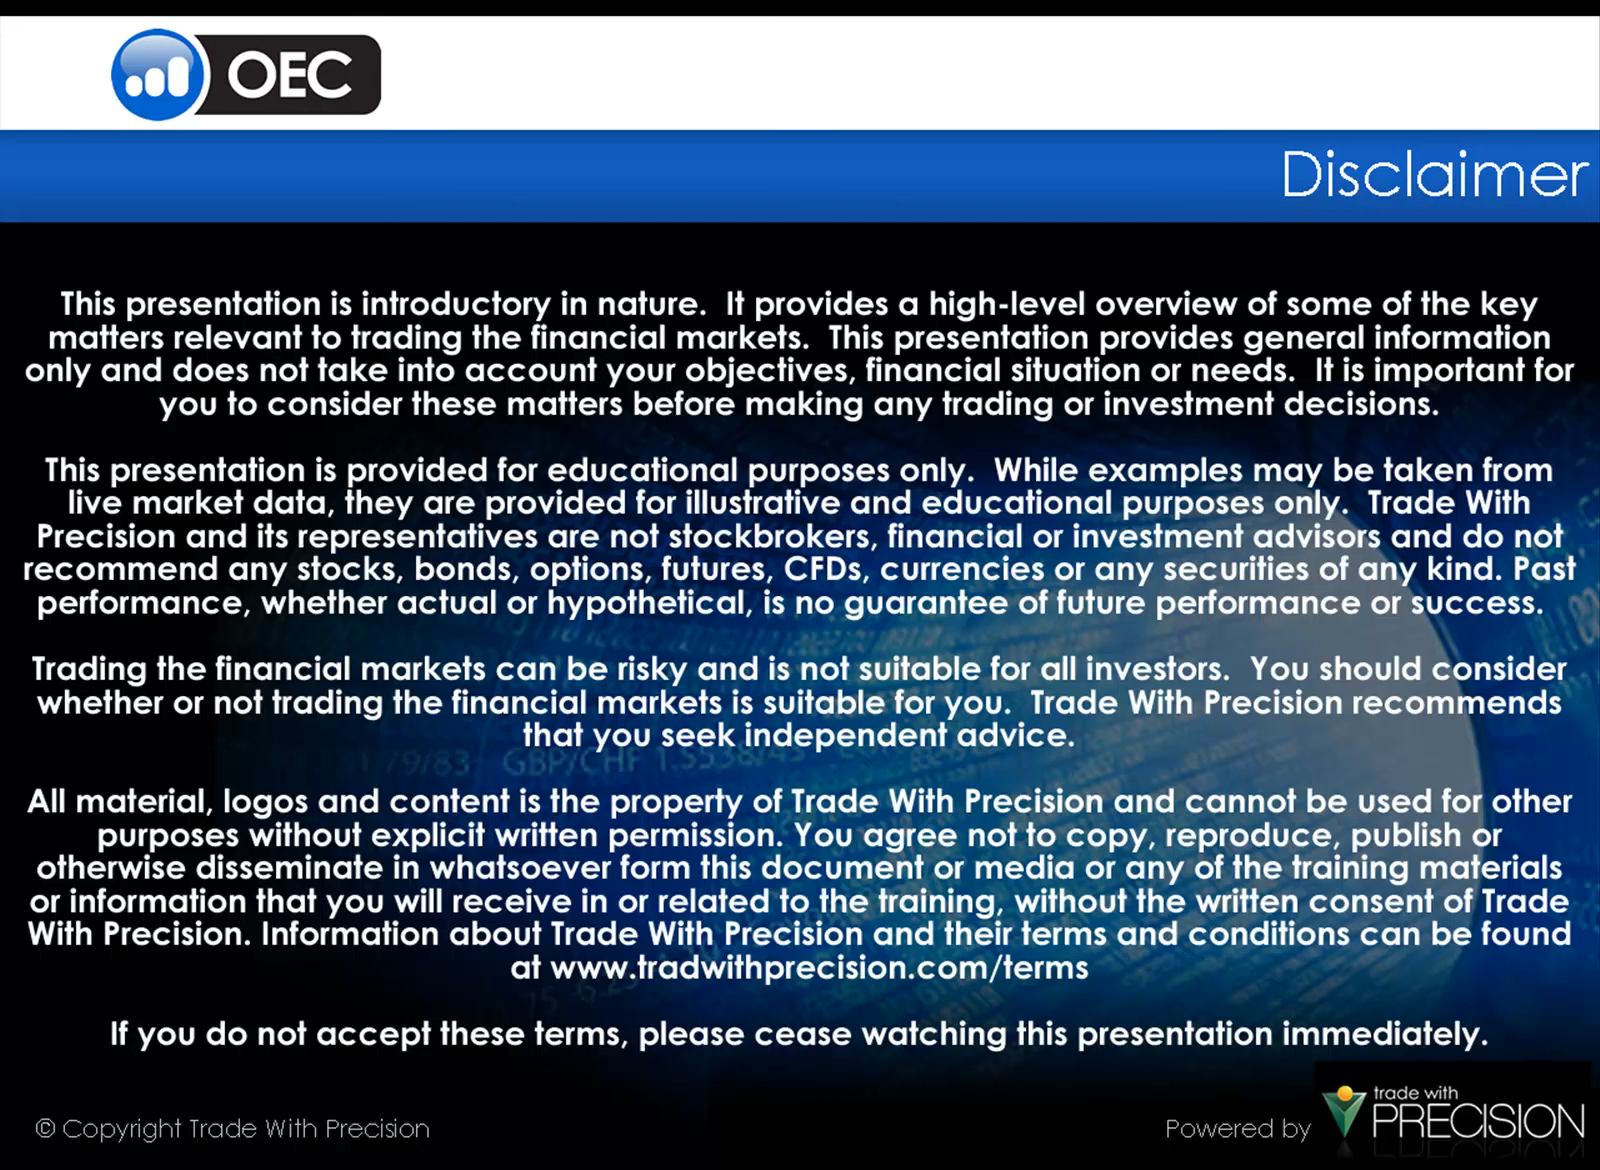 OEC
Disclaimer
This presentation is introductory in nature.  It provides a high-level overview of some of the key
matters relevant to trading the financial markets.  This presentation provides general information
only and does not take into account your objectives, financial situation or needs.  It is important for
you to consider these matters before making any trading or investment decisions.
This presentation is provided for educational purposes only.  While examples may be taken from
live market data, they are provided for illustrative and educational purposes only.  Trade With
Precision and its representatives are not stockbrokers, financial or investment advisors and do not
recommend any stocks, bonds, options, futures, CFDs, currencies or any securities of any kind. Past
performance, whether actual or hypothetical, is no guarantee of future performance or success.
Trading the financial markets can be risky and is not suitable for all investors.  You should consider
whether or not trading the financial markets is suitable for you.  Trade With Precision recommends
that you seek independent advice.
79/83 GBP/CHF
All material, logos and content is the property of Trade With Precision and cannot be used for other
purposes without explicit written permission. You agree not to copy, reproduce, publish or
otherwise disseminate in whatsoever form this document or media or any of the training materials
or information that you will receive in or related to the training, without the written consent of Trade
With Precision. Information about Trade With Precision and their terms and conditions can be found
at www.tradwithprecision.com/terms
If you do not accept these terms, please cease watching this presentation immediately.
© Copyright Trade With Precision
Powered by
trade with
PRECISION